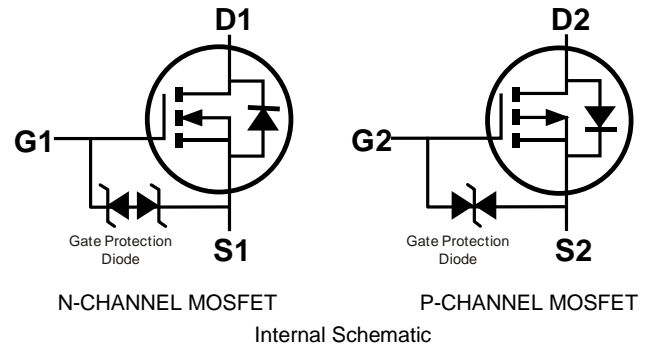 D1
D2
G1
G2
Gate Protection
Diode
S1
Gate Protection
Diode
S2
N-CHANNEL MOSFET
P-CHANNEL MOSFET
Internal Schematic